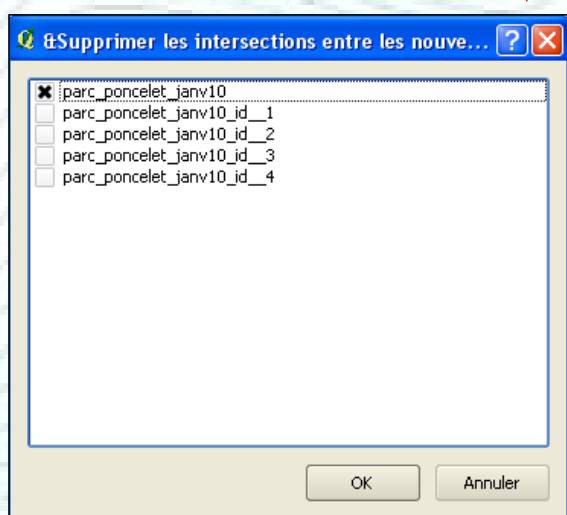 &Supprimer les intersections entre les nouve...
parc_poncelet_janv10
parc_poncelet_janv10_id__1
parc_poncelet_janv10_id__2
parc_poncelet_janv10_id__3
parc_poncelet_janv10_id__4
OK
Annuler